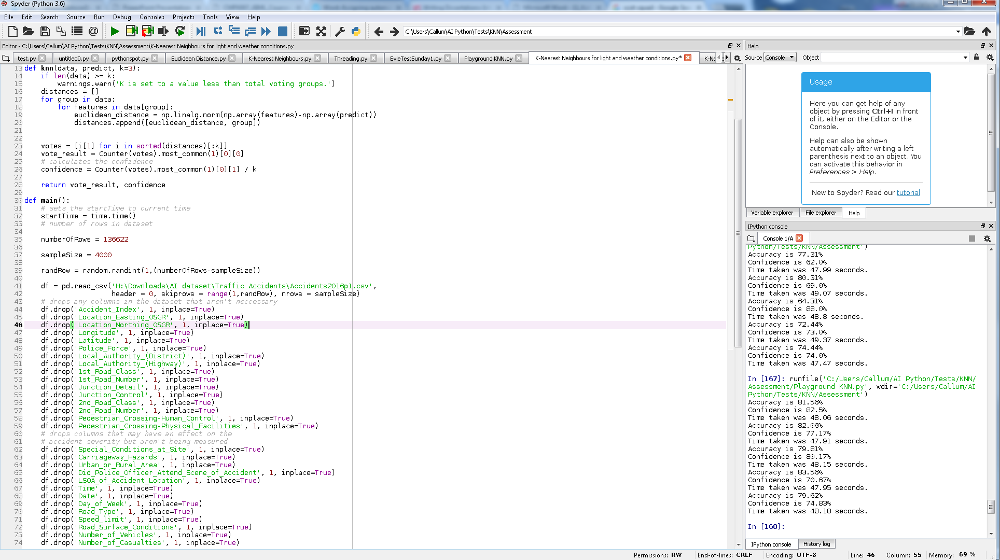 Spyder (Python 3.6)
File Edit Search Source Run Debug Consoles Projects Tools View Help
C:\Users\Callum\AI Python\Tests\KNN\Assessment
Editor - C:\Users\Callum\AI Python\Tests\KNN\Assessment\K-Nearest Neighbours for light and weather conditions.py
test.py untitled0.py pythonspot.py Euclidean Distance.py K-Nearest Neighbours.py Threading.py EvieTestSunday1.py Playground KNN.py K-Nearest Neighbours for light and weather conditions.py*
13 def knn(data, predict, k=3):
14 if len(data) >= k:
15 warnings.warn('K is set to a value less than total voting groups.')
16 distances = []
17 for group in data:
18 for features in data[group]:
19 euclidean_distance = np.linalg.norm(np.array(features)-np.array(predict))
20 distances.append([euclidean_distance, group])
21
22
23 votes = [i[1] for i in sorted(distances)[:k]]
24 vote_result = Counter(votes).most_common(1)[0][0]
25 # calculates the confidence
26 confidence = Counter(votes).most_common(1)[0][1] / k
27
28 return vote_result, confidence
29
30 def main():
31 # sets the startTime to current time
32 startTime = time.time()
33 # number of rows in dataset
34
35 numberOfRows = 136622
36
37 sampleSize = 4000
38
39 randRow = random.randint(1,(numberOfRows-sampleSize))
40
41 df = pd.read_csv('H:\Downloads\AI dataset\Traffic Accidents\Accidents2016p1.csv',
42 header = 0, skiprows = range(1,randRow), nrows = sampleSize)
43 # drops any columns in the dataset that aren't neccessary
44 df.drop('Accident_Index', 1, inplace=True)
45 df.drop('Location_Easting_OSGR', 1, inplace=True)
46 df.drop('Location_Northing_OSGR', 1, inplace=True)
47 df.drop('Longitude', 1, inplace=True)
48 df.drop('Latitude', 1, inplace=True)
49 df.drop('Police_Force', 1, inplace=True)
50 df.drop('Local_Authority_(District)', 1, inplace=True)
51 df.drop('Local_Authority_(Highway)', 1, inplace=True)
52 df.drop('1st_Road_Class', 1, inplace=True)
53 df.drop('1st_Road_Number', 1, inplace=True)
54 df.drop('Junction_Detail', 1, inplace=True)
55 df.drop('Junction_Control', 1, inplace=True)
56 df.drop('2nd_Road_Class', 1, inplace=True)
57 df.drop('2nd_Road_Number', 1, inplace=True)
58 df.drop('Pedestrian_Crossing-Human_Control', 1, inplace=True)
59 df.drop('Pedestrian_Crossing-Physical_Facilities', 1, inplace=True)
60 # drops columns that may have an effect on the
61 # accident severity but aren't being measured
62 df.drop('Special_Conditions_at_Site', 1, inplace=True)
63 df.drop('Carriageway_Hazards', 1, inplace=True)
64 df.drop('Urban_or_Rural_Area', 1, inplace=True)
65 df.drop('Did_Police_Officer_Attend_Scene_of_Accident', 1, inplace=True)
66 df.drop('LSOA_of_Accident_Location', 1, inplace=True)
67 df.drop('Time', 1, inplace=True)
68 df.drop('Date', 1, inplace=True)
69 df.drop('Day_of_Week', 1, inplace=True)
70 df.drop('Road_Type', 1, inplace=True)
71 df.drop('Speed_limit', 1, inplace=True)
72 df.drop('Road_Surface_Conditions', 1, inplace=True)
73 df.drop('Number_of_Vehicles', 1, inplace=True)
74 df.drop('Number_of_Casualties', 1, inplace=True)
Help
Source Console Object
Usage
Here you can get help of any
object by pressing Ctrl+I in front
of it, either on the Editor or the
Console.
Help can also be shown
automatically after writing a left
parenthesis next to an object. You
can activate this behavior in
Preferences > Help.
New to Spyder? Read our tutorial
Variable explorer File explorer Help
IPython console
Console 1/A
Python/Tests/KNN/Assessment')
Accuracy is 77.31%
Confidence is 62.0%
Time taken was 47.99 seconds.
Accuracy is 80.31%
Confidence is 69.0%
Time taken was 49.07 seconds.
Accuracy is 64.31%
Confidence is 88.0%
Time taken was 48.8 seconds.
Accuracy is 72.44%
Confidence is 73.0%
Time taken was 49.37 seconds.
Accuracy is 74.44%
Confidence is 74.0%
Time taken was 47.47 seconds.
In [167]: runfile('C:/Users/Callum/AI Python/Tests/KNN/
Assessment/Playground KNN.py', wdir='C:/Users/Callum/AI
Python/Tests/KNN/Assessment')
Accuracy is 81.56%
Confidence is 82.5%
Time taken was 48.06 seconds.
Accuracy is 82.06%
Confidence is 77.17%
Time taken was 47.91 seconds.
Accuracy is 79.81%
Confidence is 80.17%
Time taken was 48.15 seconds.
Accuracy is 83.56%
Confidence is 70.67%
Time taken was 47.95 seconds.
Accuracy is 79.62%
Confidence is 74.83%
Time taken was 48.18 seconds.
In [168]:
IPython console History log
Permissions: RW End-of-lines: CRLF Encoding: UTF-8 Line: 46 Column: 55 Memory: 69 %